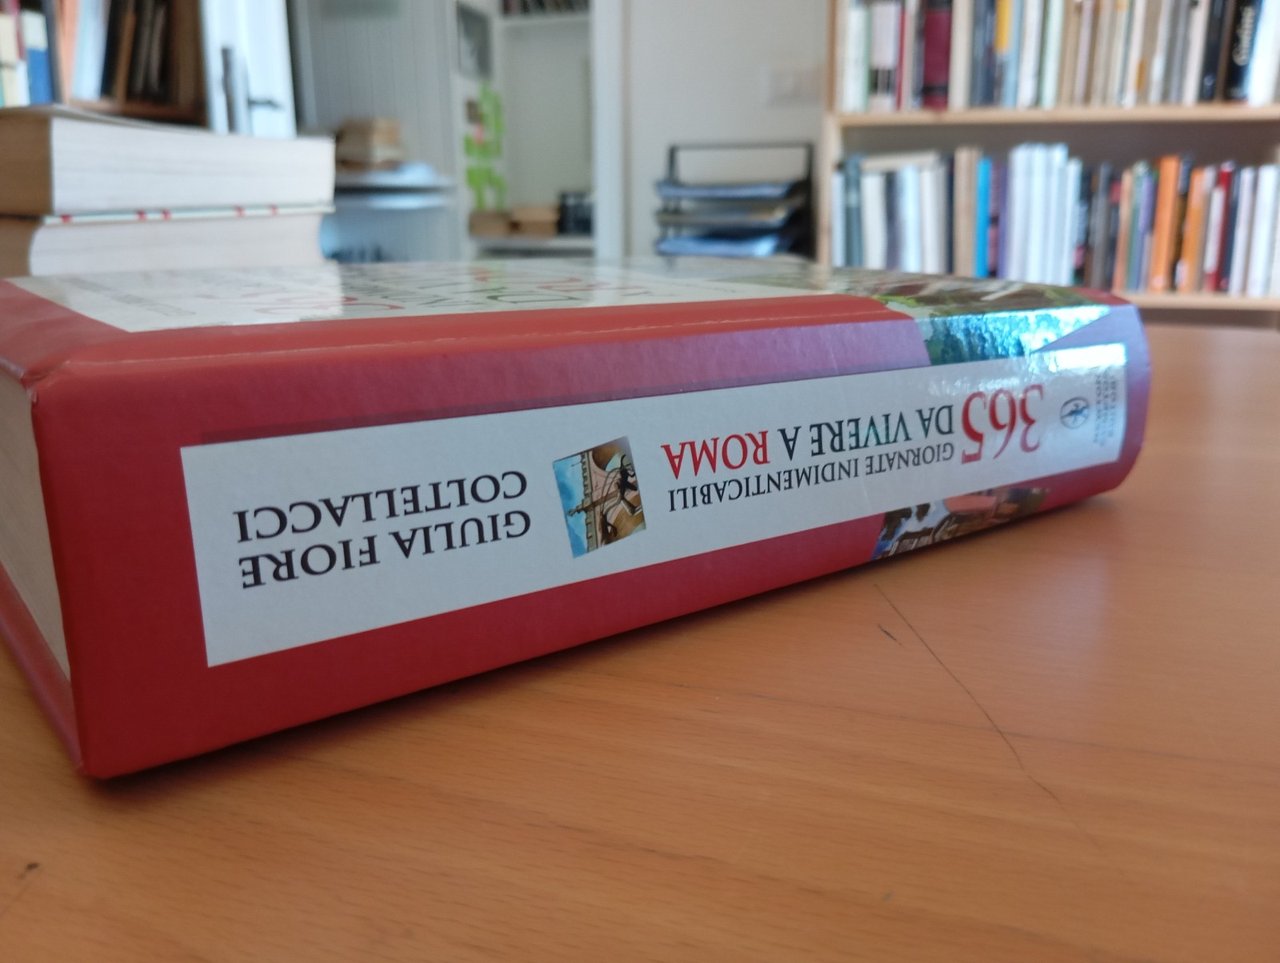 GIULIA FIORE
COLTELLACCI
365
GIORNATE INDIMENTICABILI
DA VIVERE A ROMA